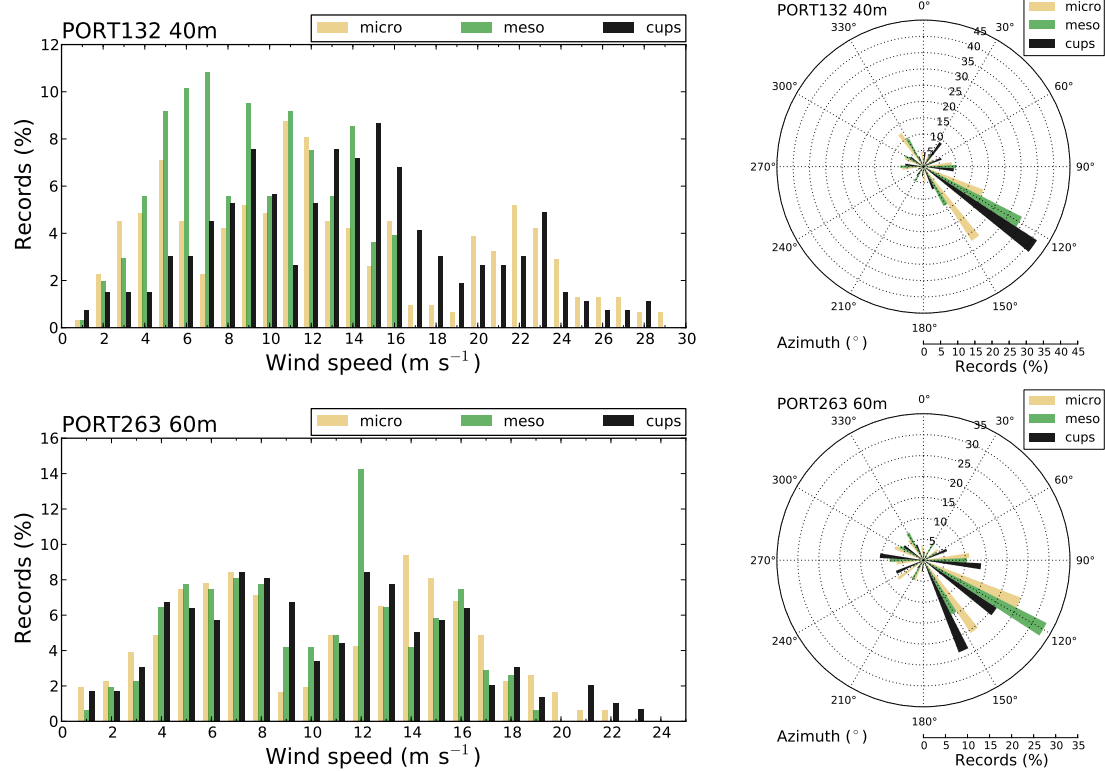 PORT132 40m
micro meso cups
12
10
8
6
4
2
0
Records (%)
0 2 4 6 8 10 12 14 16 18 20 22 24 26 28 30
Wind speed (m s⁻¹)
PORT132 40m
micro
meso
cups
0°
330° 30°
300° 60°
270° 90°
240° 120°
210° 150°
180°
45
40
35
30
25
20
15
10
5
Azimuth (°)
0 5 10 15 20 25 30 35 40 45
Records (%)
PORT263 60m
micro meso cups
16
14
12
10
8
6
4
2
0
Records (%)
0 2 4 6 8 10 12 14 16 18 20 22 24
Wind speed (m s⁻¹)
PORT263 60m
micro
meso
cups
0°
330° 30°
300° 60°
270° 90°
240° 120°
210° 150°
180°
35
30
25
20
15
10
5
Azimuth (°)
0 5 10 15 20 25 30 35
Records (%)